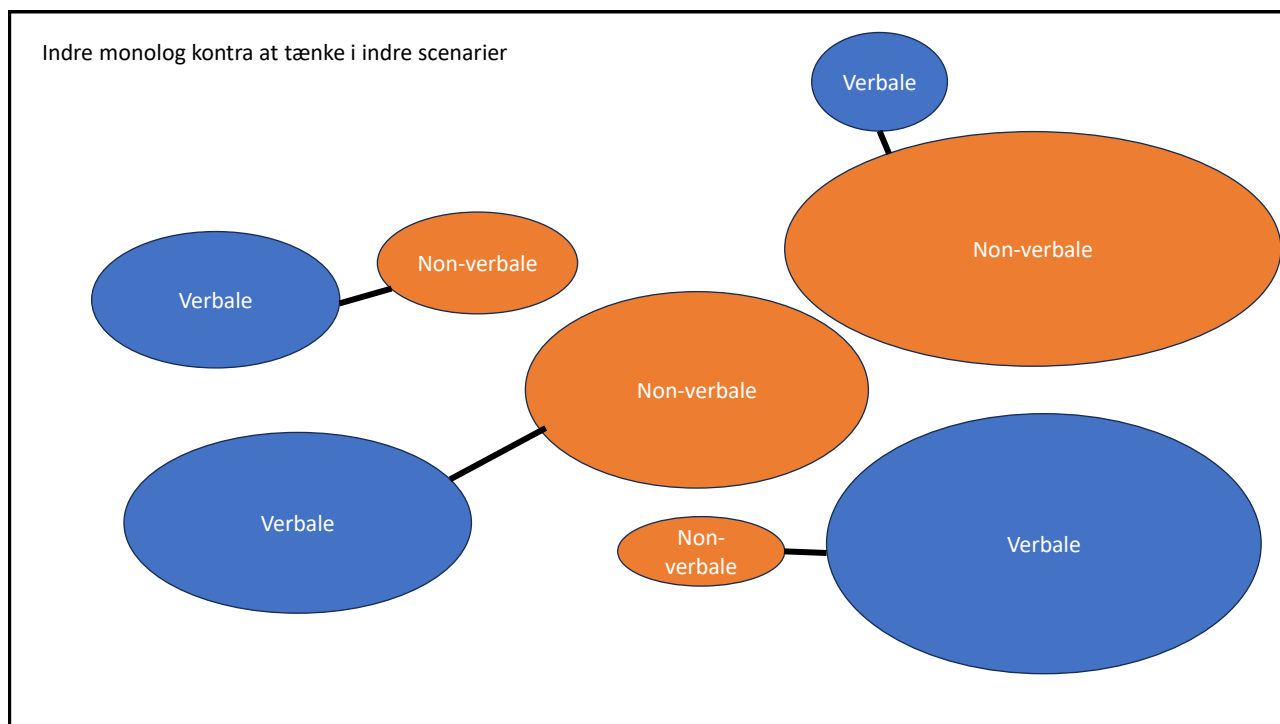 Indre monolog kontra at tænke i indre scenarier
Verbale
Non-verbale
Non-verbale
Verbale
Non-verbale
Verbale
Non-
verbale
Verbale